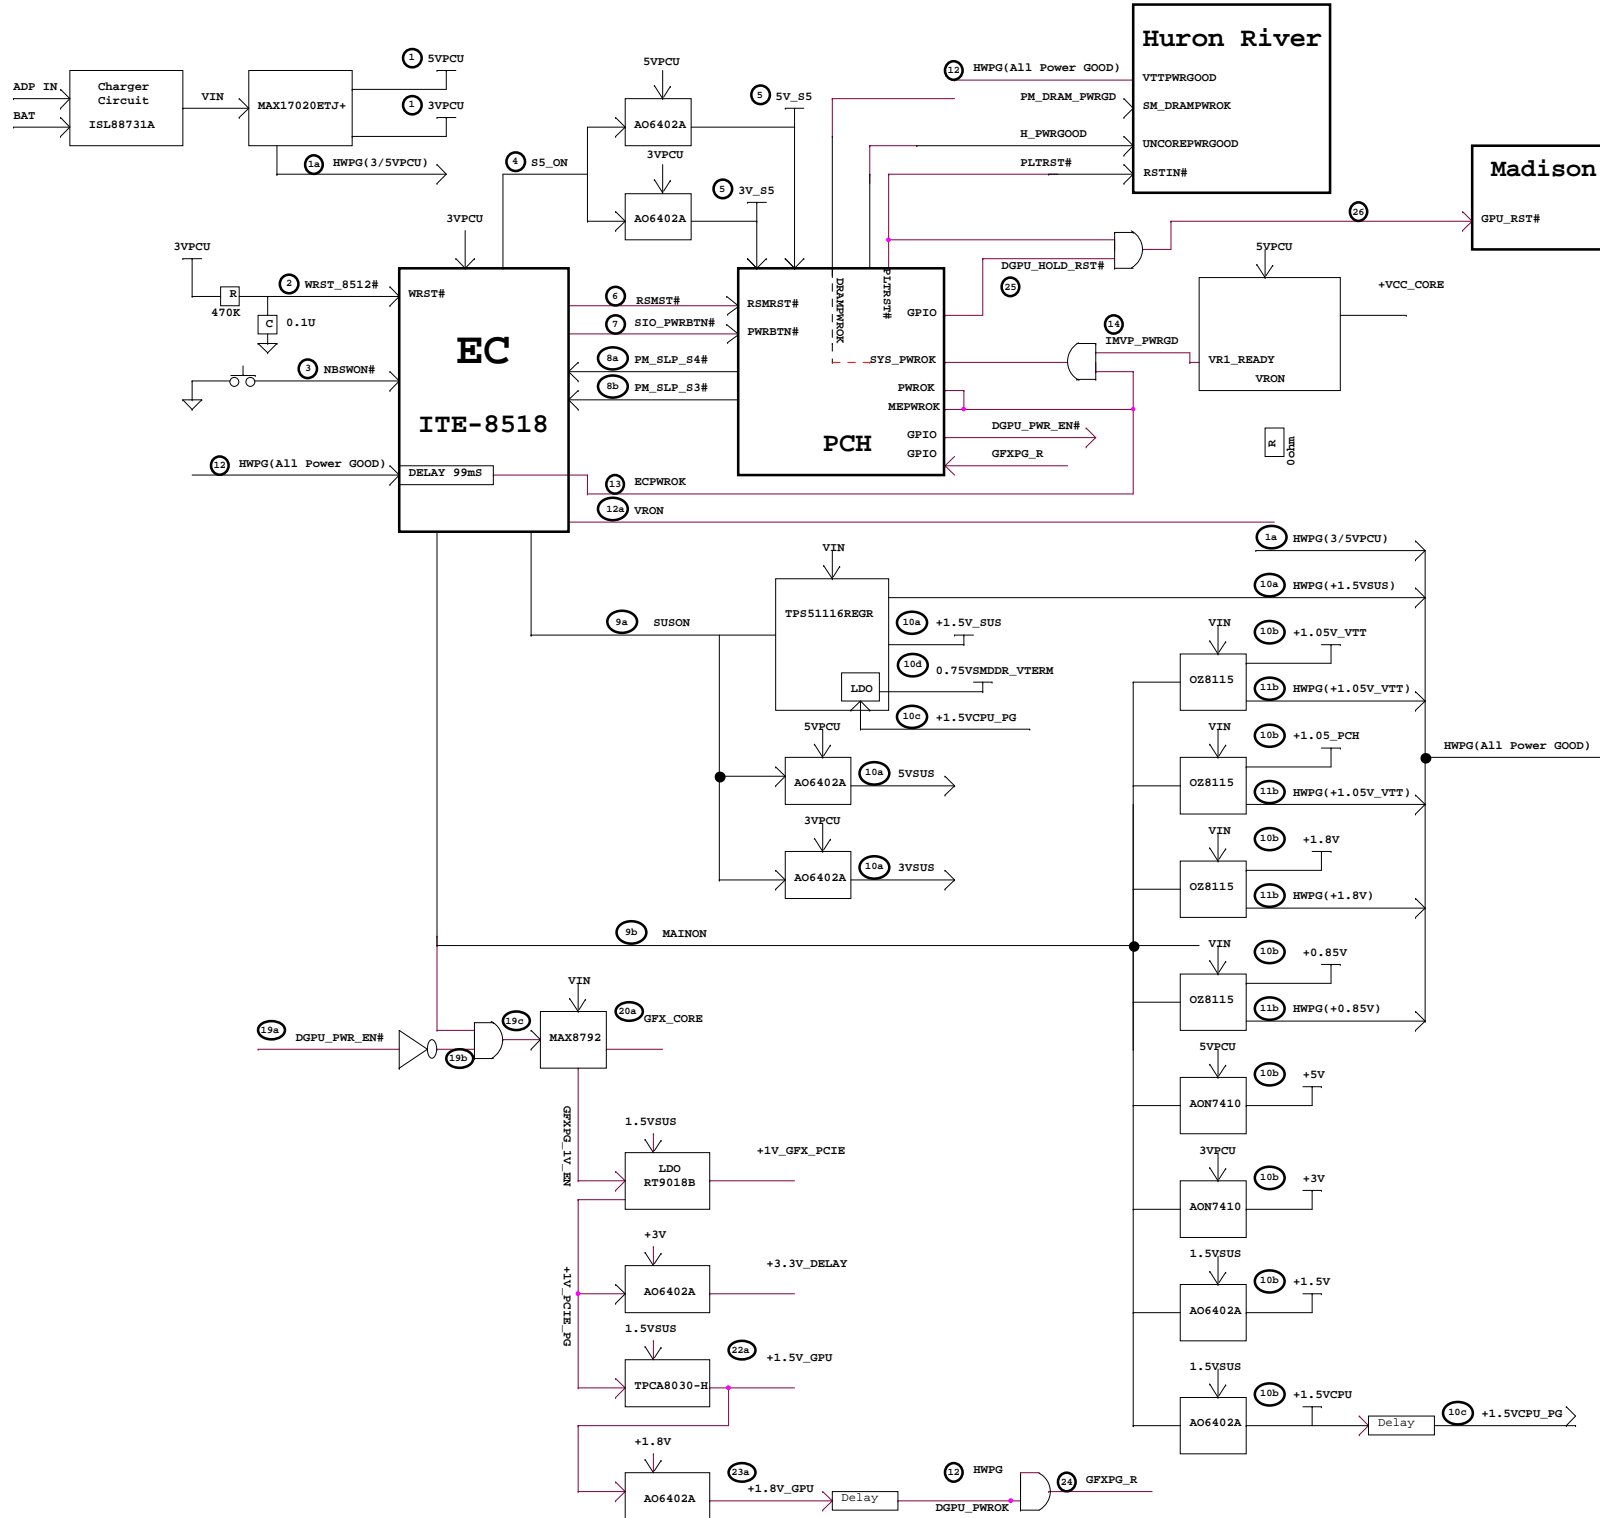 Huron River
12 HWPG(All Power GOOD)
VTTPWRGOOD
PM_DRAM_PWRGD
SM_DRAMPWROK
H_PWRGOOD
UNCOREPWRGOOD
PLTRST#
RSTIN#
Madison
GPU_RST#
26
ADP IN
BAT
Charger
Circuit
ISL88731A
VIN
MAX17020ETJ+
1 5VPCU
1 3VPCU
1a HWPG(3/5VPCU)
5VPCU
AO6402A
5 5V_S5
4 S5_ON
3VPCU
AO6402A
5 3V_S5
3VPCU
3VPCU
2 WRST_8512#
R
470K
C 0.1U
WRST#
3 NBSWON#
EC
ITE-8518
12 HWPG(All Power GOOD)
DELAY 99mS
6 RSMST#
7 SIO_PWRBTN#
8a PM_SLP_S4#
8b PM_SLP_S3#
13 ECPWROK
12a VRON
RSMRST#
PWRBTN#
DRAMPWROK
PLTRST#
GPIO
SYS_PWROK
PWROK
MEPWROK
GPIO
GPIO
PCH
DGPU_HOLD_RST#
25
14
IMVP_PWRGD
DGPU_PWR_EN#
GFXPG_R
5VPCU
VR1_READY
VRON
+VCC_CORE
R
0ohm
1a HWPG(3/5VPCU)
VIN
TPS51116REGR
LDO
10a HWPG(+1.5VSUS)
9a SUSON
10a +1.5V_SUS
10d 0.75VSMDDR_VTERM
10c +1.5VCPU_PG
5VPCU
AO6402A
10a 5VSUS
3VPCU
AO6402A
10a 3VSUS
VIN
OZ8115
10b +1.05V_VTT
11b HWPG(+1.05V_VTT)
VIN
OZ8115
10b +1.05_PCH
11b HWPG(+1.05V_VTT)
HWPG(All Power GOOD)
VIN
OZ8115
10b +1.8V
11b HWPG(+1.8V)
9b MAINON
VIN
OZ8115
10b +0.85V
11b HWPG(+0.85V)
5VPCU
AON7410
10b +5V
3VPCU
AON7410
10b +3V
1.5VSUS
AO6402A
10b +1.5V
1.5VSUS
AO6402A
10b +1.5VCPU
Delay
10c +1.5VCPU_PG
19a DGPU_PWR_EN#
19b
19c
VIN
MAX8792
20a GFX_CORE
GFXPG_1V_EN
1.5VSUS
LDO
RT9018B
+1V_GFX_PCIE
+1V_PCIE_PG
+3V
AO6402A
+3.3V_DELAY
1.5VSUS
TPCA8030-H
22a +1.5V_GPU
+1.8V
AO6402A
23a +1.8V_GPU
Delay
12 HWPG
DGPU_PWROK
24 GFXPG_R